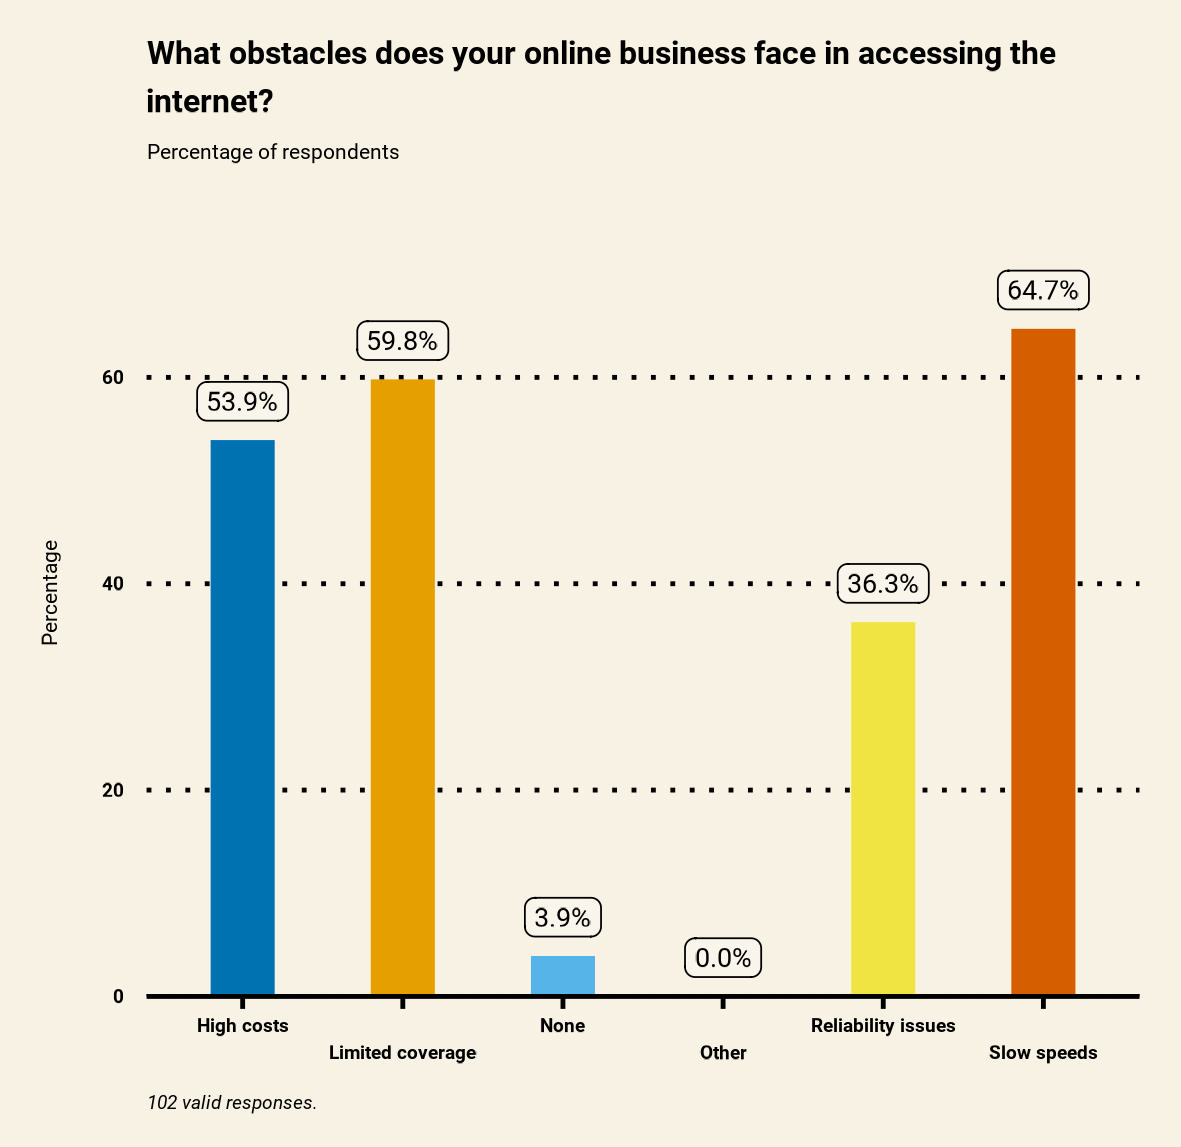 What obstacles does your online business face in accessing the
internet?
Percentage of respondents
64.7%
59.8%
60
53.9%
Percentage
40
36.3%
20
3.9%
0.0%
0
High costs
None
Reliability issues
Limited coverage
Other
Slow speeds
102 valid responses.